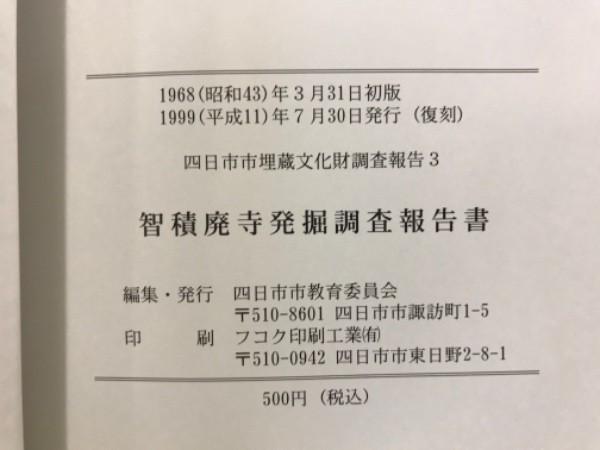 1968(昭和43)年3月31日初版
1999(平成11)年7月30日発行（復刻）
四日市市埋蔵文化財調査報告3
智積廃寺発掘調査報告書
編集・発行 四日市市教育委員会
〒510-8601 四日市市諏訪町1-5
印 刷 フコク印刷工業㈲
〒510-0942 四日市市東日野2-8-1
500円（税込）